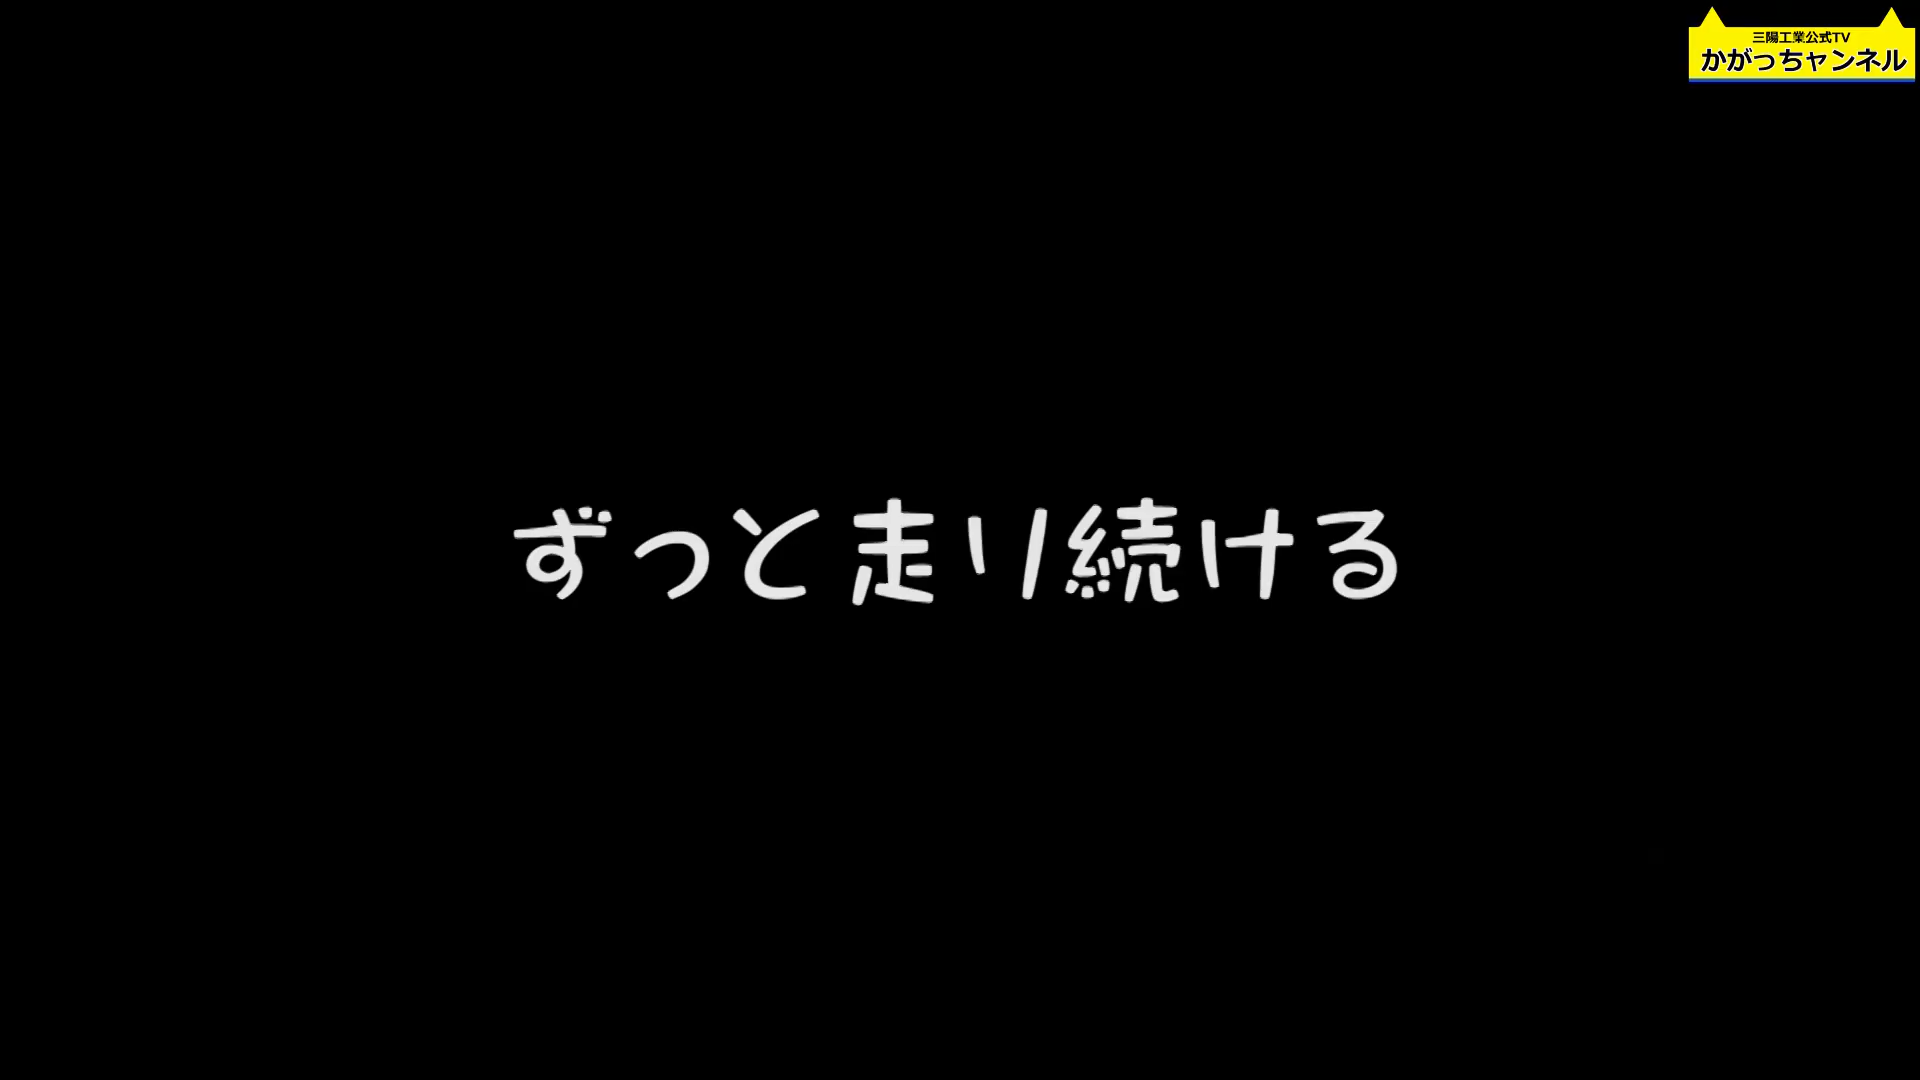 三陽工業公式TV
かがっちャンネル
ずっと走り続ける